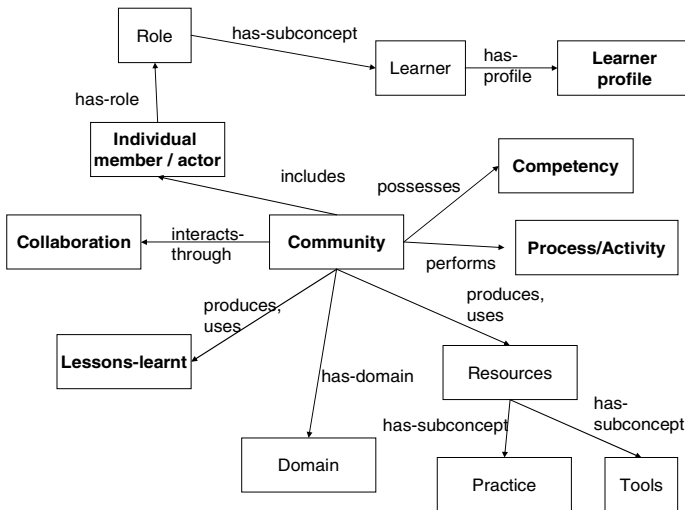 Role
has-subconcept
Learner
has-
profile
Learner
profile
has-role
Individual
member / actor
includes
possesses
Competency
Collaboration
interacts-
through
Community
performs
Process/Activity
produces,
uses
produces,
uses
Lessons-learnt
has-domain
Resources
has-subconcept
has-
subconcept
Domain
Practice
Tools